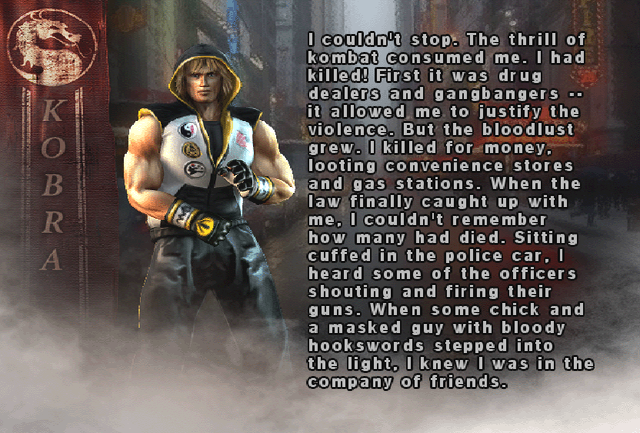 KOBRA
I couldn't stop. The thrill of
kombat consumed me. I had
killed! First it was drug
dealers and gangbangers --
it allowed me to justify the
violence. But the bloodlust
grew. I killed for money,
looting convenience stores
and gas stations. When the
law finally caught up with
me, I couldn't remember
how many had died. Sitting
cuffed in the police car, I
heard some of the officers
shouting and firing their
guns. When some chick and
a masked guy with bloody
hookswords stepped into
the light, I knew I was in the
company of friends.